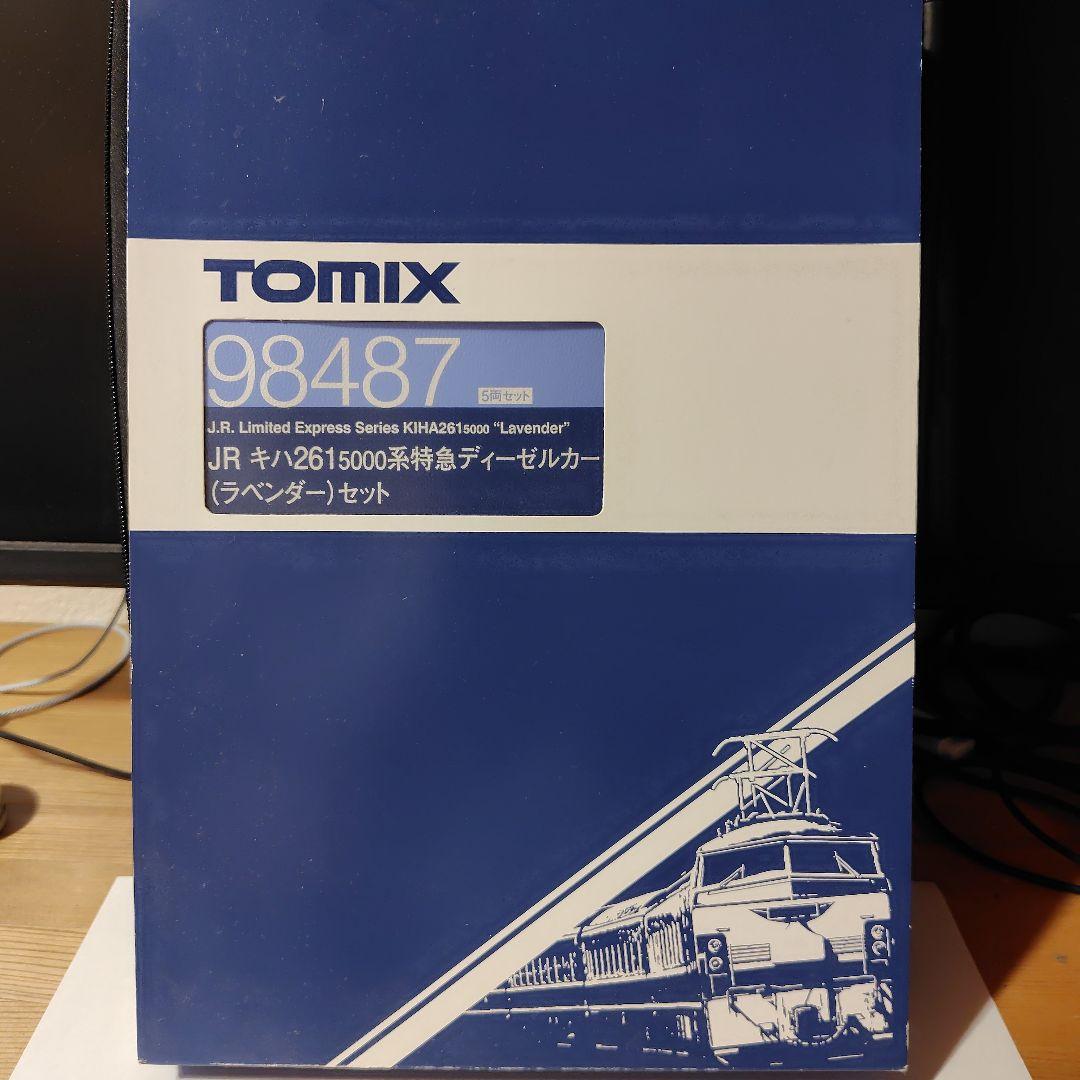 TOMIX
98487 5両セット
J.R. Limited Express Series KIHA2615000 “Lavender”
JR キハ2615000系特急ディーゼルカー
(ラベンダー)セット